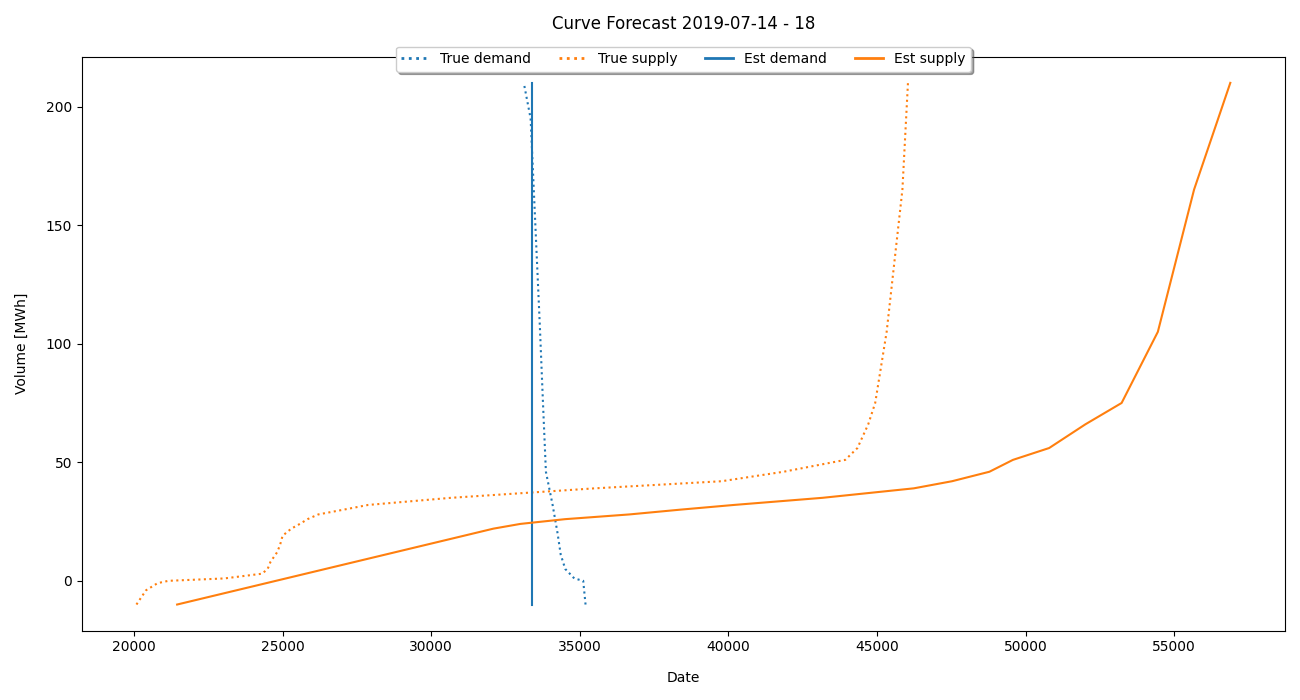 Curve Forecast 2019-07-14 - 18
True demand True supply Est demand Est supply
200
150
100
50
0
Volume [MWh]
20000 25000 30000 35000 40000 45000 50000 55000
Date